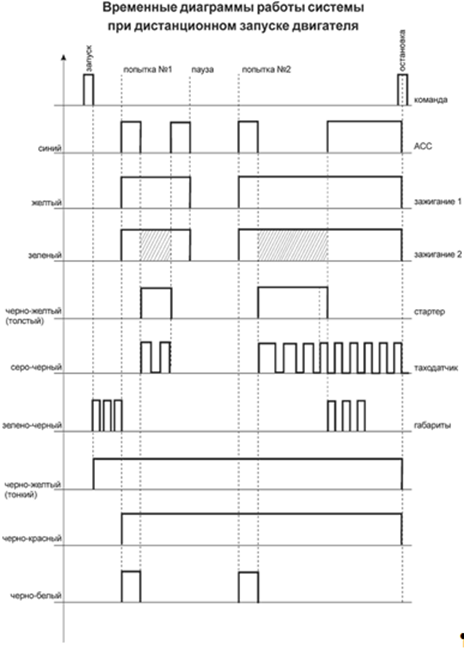 Временные диаграммы работы системы
при дистанционном запуске двигателя
запуск
попытка №1
пауза
попытка №2
остановка
команда
синий
АСС
желтый
зажигание 1
зеленый
зажигание 2
черно-желтый
(толстый)
стартер
серо-черный
таходатчик
зелено-черный
габариты
черно-желтый
(тонкий)
черно-красный
черно-белый